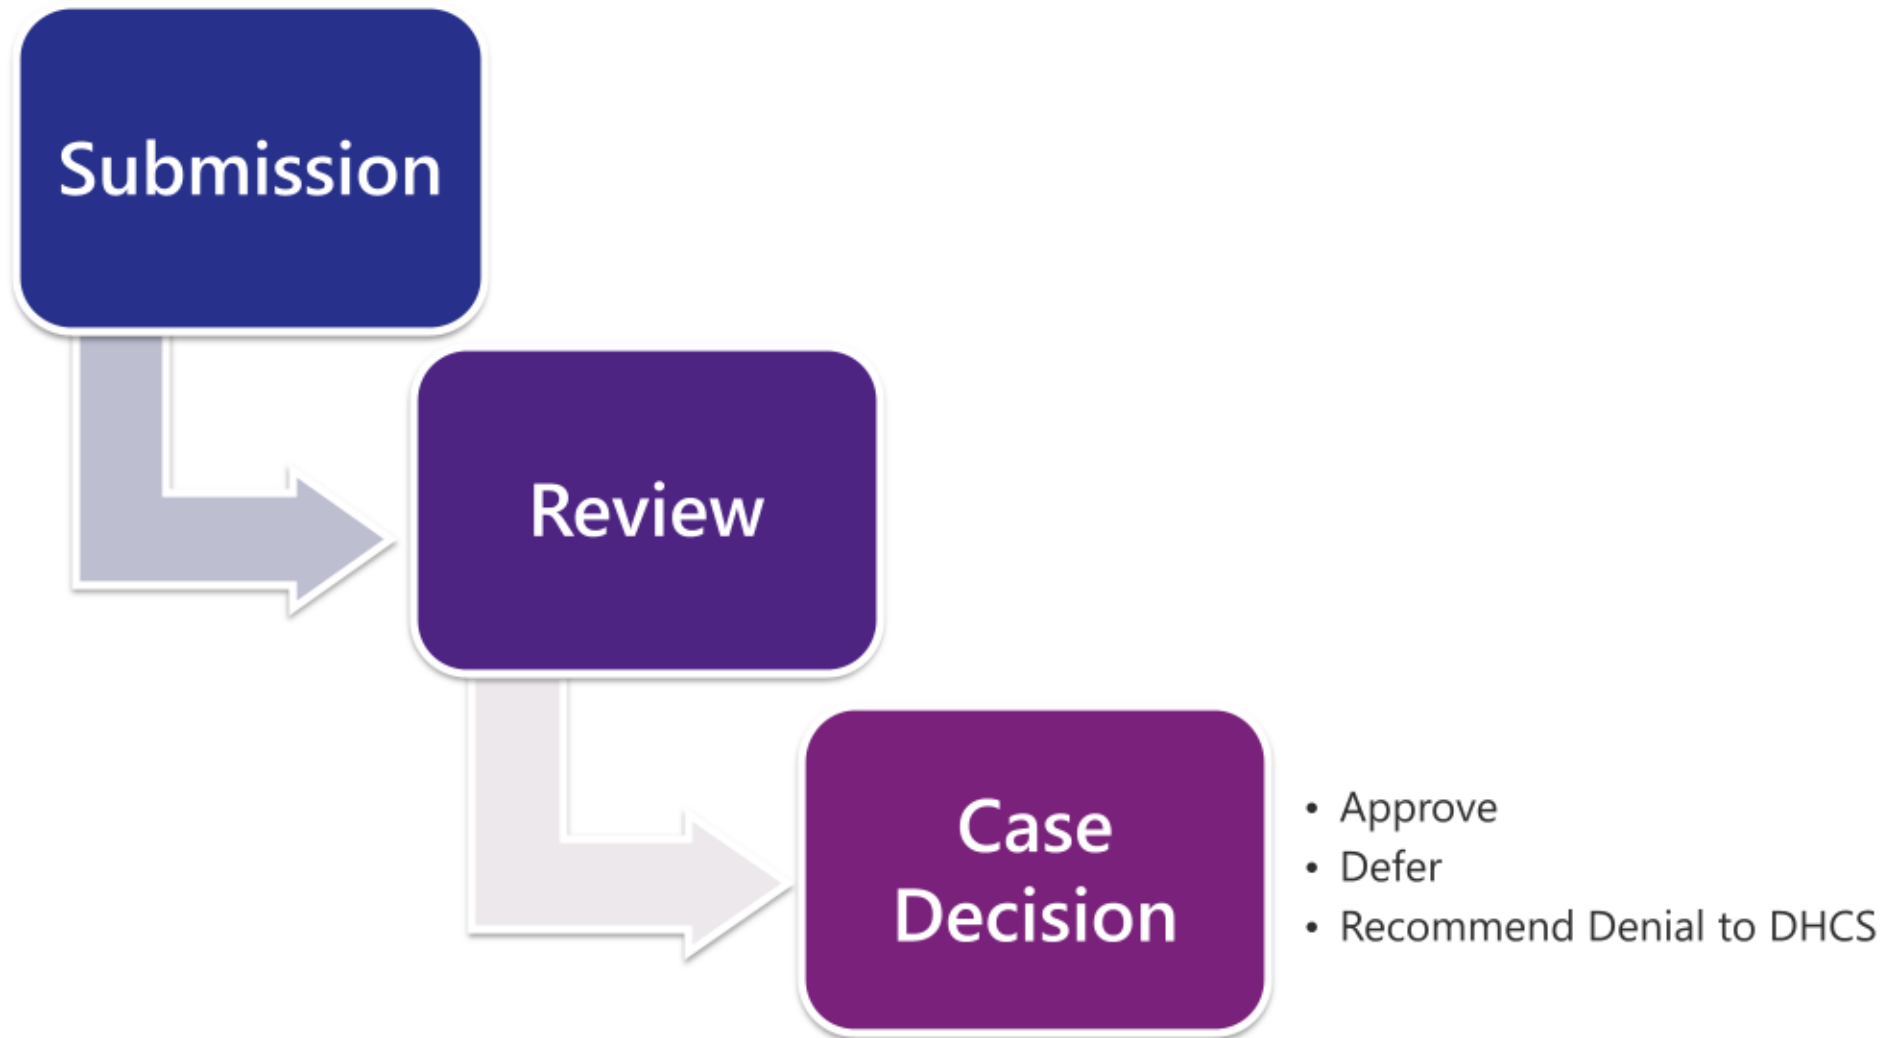 Submission
Review
Case
Decision
• Approve
• Defer
• Recommend Denial to DHCS